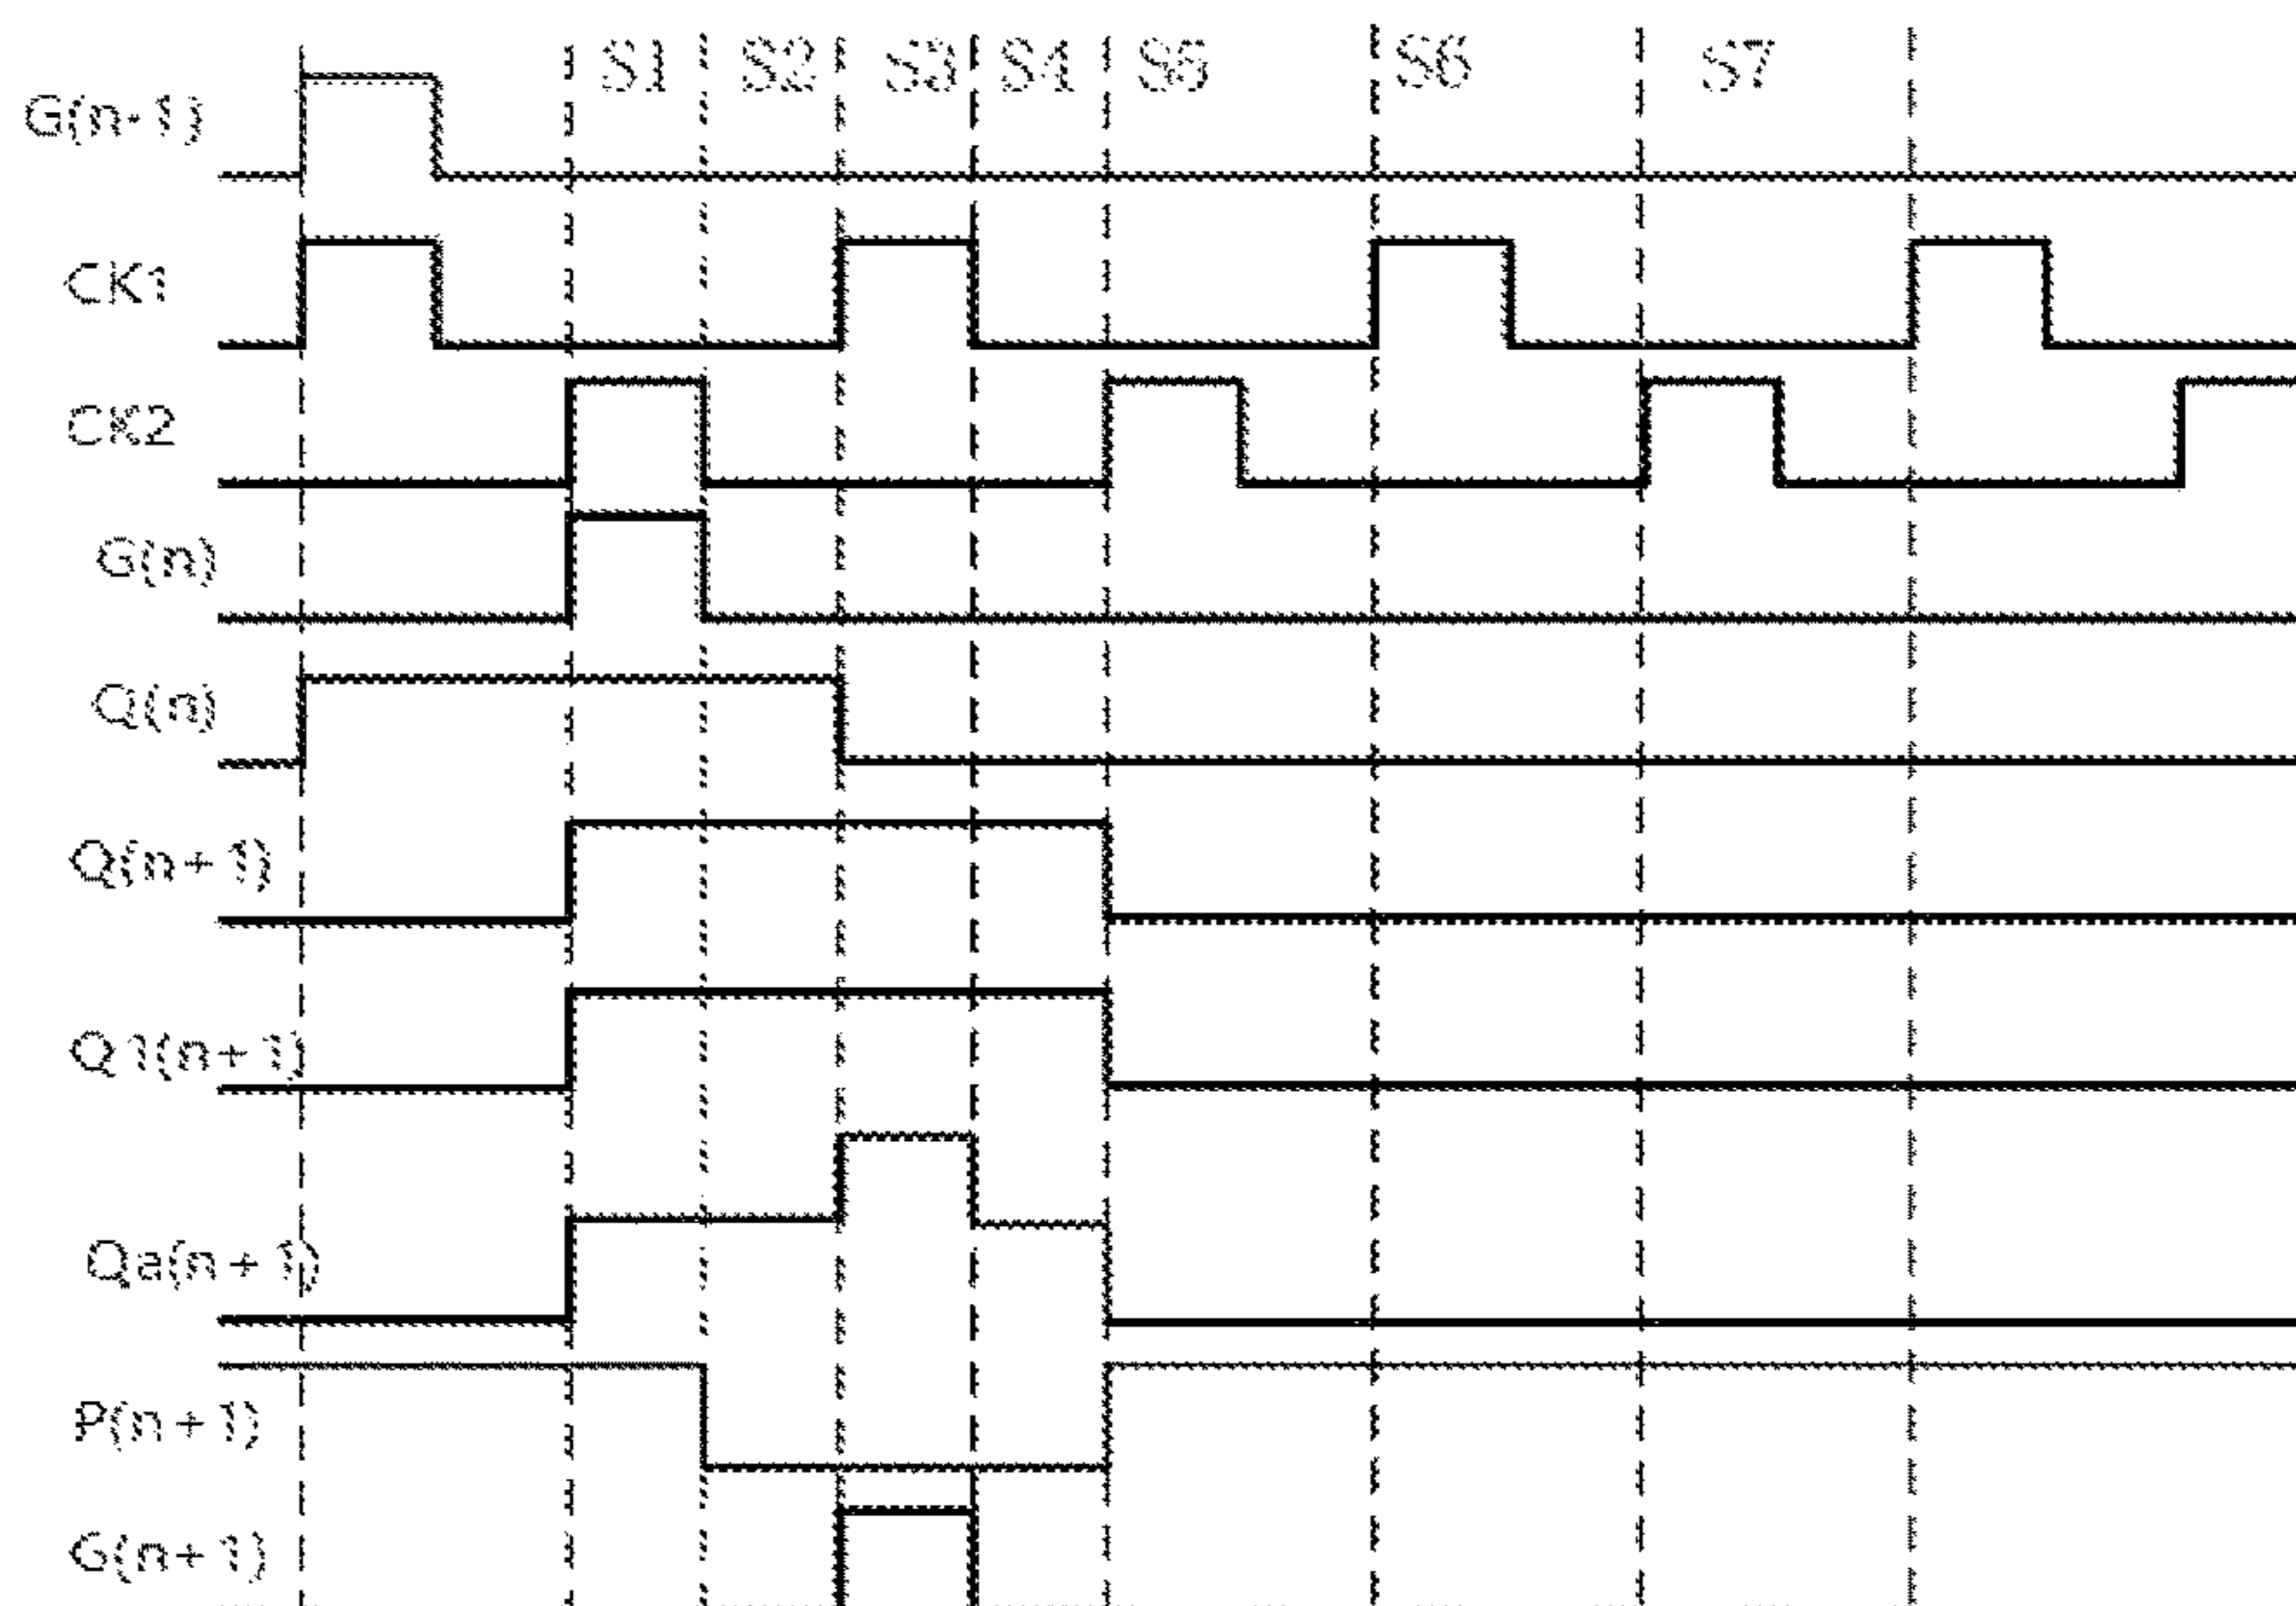 S1 S2 S3 S4 S5 S6 S7
G(n-1)
CK1
CK2
G(n)
Q(n)
Q(n+1)
Q1(n+1)
Qa(n+1)
P(n+1)
G(n+1)